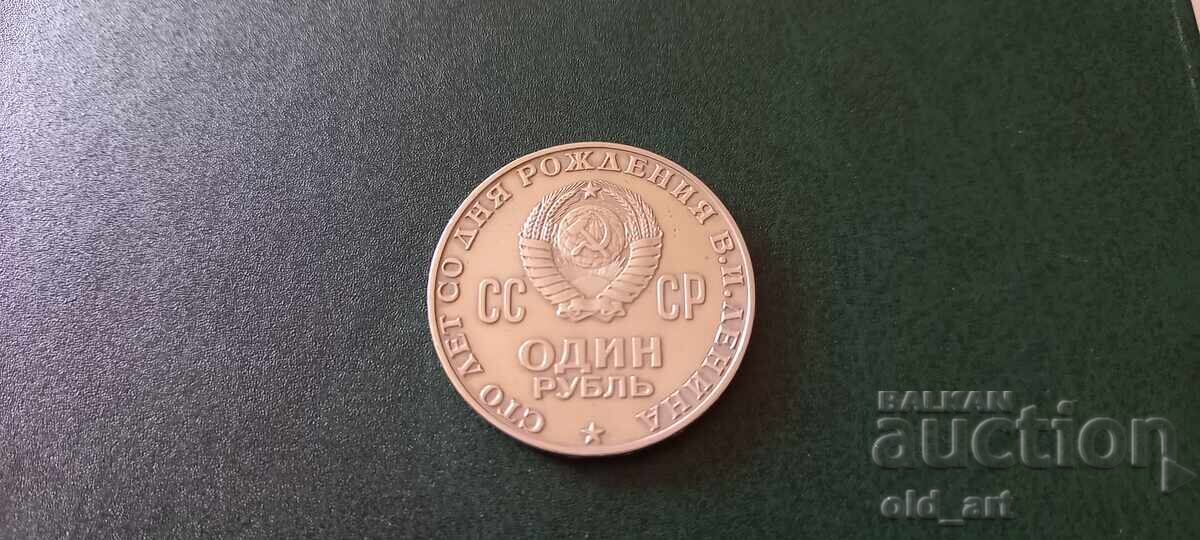 СТО ЛЕТ СО ДНЯ РОЖДЕНИЯ В.И.ЛЕНИНА
СС СР
ОДИН
РУБЛЬ
BALKAN
auction
old_art